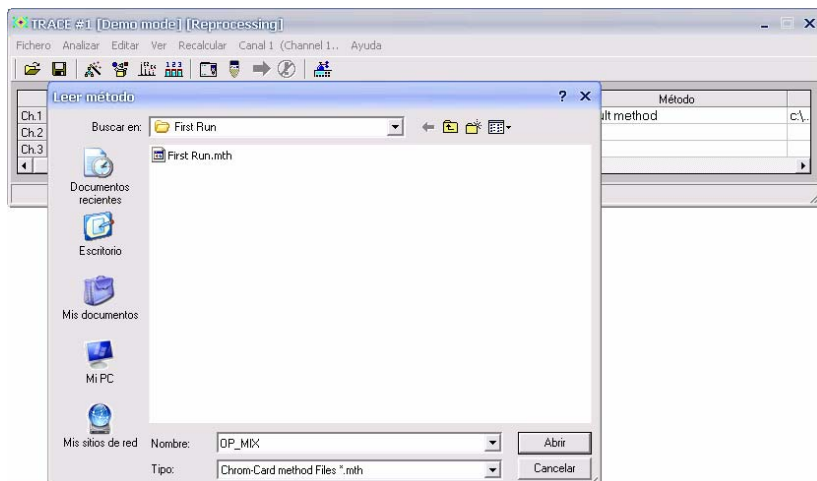 TRACE #1 [Demo mode] [Reprocessing]
Fichero Analizar Editar Ver Recalcular Canal 1 (Channel 1.. Ayuda
Leer método
Método
Ch.1
ult method
c:\..
Ch.2
Ch.3
Buscar en:
First Run
First Run.mth
Documentos
recientes
Escritorio
Mis documentos
Mi PC
Mis sitios de red
Nombre:
OP_MIX
Abrir
Tipo:
Chrom-Card method Files *.mth
Cancelar